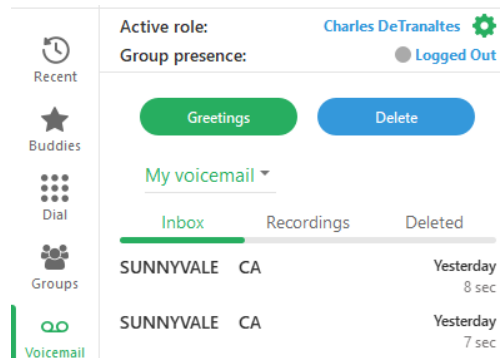 Active role: Charles DeTranaltes
Group presence: Logged Out
Recent
Buddies
Dial
Groups
Voicemail
Greetings Delete
My voicemail
Inbox Recordings Deleted
SUNNYVALE CA Yesterday
8 sec
SUNNYVALE CA Yesterday
7 sec